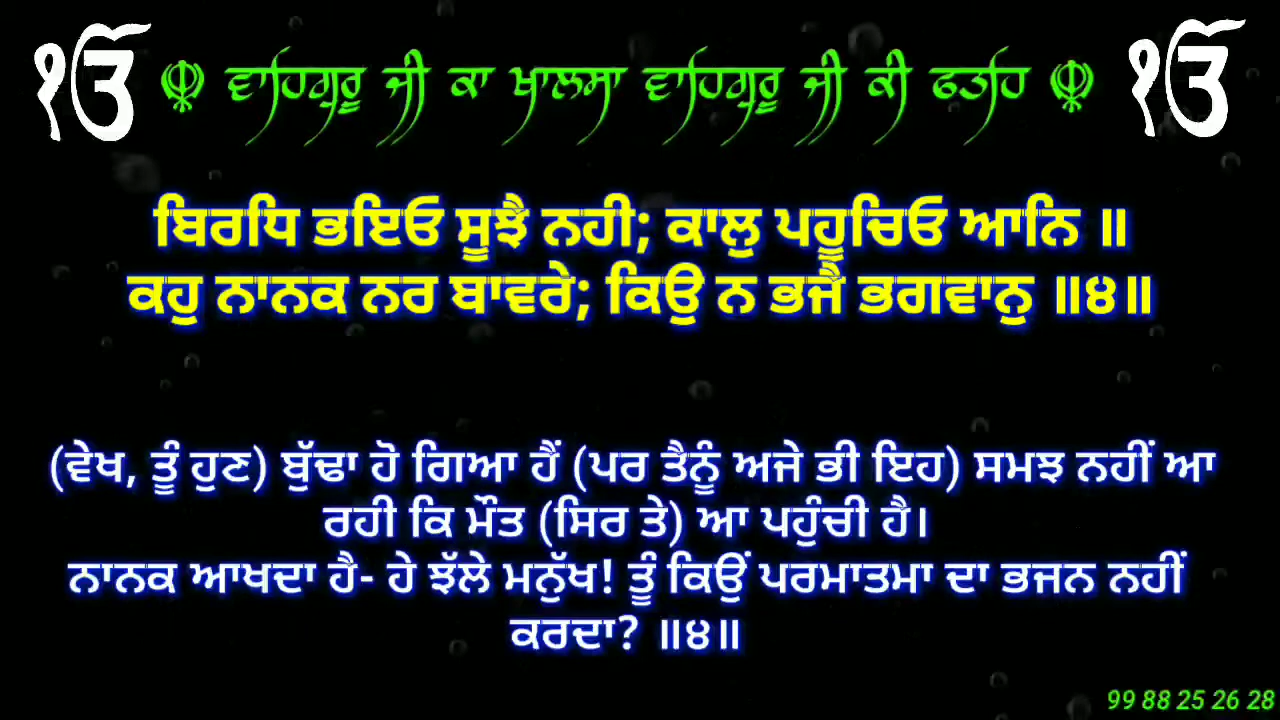 ੴ ☬ ਵਾਹਿਗੁਰੂ ਜੀ ਕਾ ਖਾਲਸਾ ਵਾਹਿਗੁਰੂ ਜੀ ਕੀ ਫਤਹਿ ☬ ੴ
ਬਿਰਧਿ ਭਇਓ ਸੂਝੈ ਨਹੀ; ਕਾਲੁ ਪਹੂਚਿਓ ਆਨਿ ॥
ਕਹੁ ਨਾਨਕ ਨਰ ਬਾਵਰੇ; ਕਿਉ ਨ ਭਜੈ ਭਗਵਾਨੁ ॥੪॥
(ਵੇਖ, ਤੂੰ ਹੁਣ) ਬੁੱਢਾ ਹੋ ਗਿਆ ਹੈਂ (ਪਰ ਤੈਨੂੰ ਅਜੇ ਭੀ ਇਹ) ਸਮਝ ਨਹੀਂ ਆ
ਰਹੀ ਕਿ ਮੌਤ (ਸਿਰ ਤੇ) ਆ ਪਹੁੰਚੀ ਹੈ।
ਨਾਨਕ ਆਖਦਾ ਹੈ- ਹੇ ਝੱਲੇ ਮਨੁੱਖ! ਤੂੰ ਕਿਉਂ ਪਰਮਾਤਮਾ ਦਾ ਭਜਨ ਨਹੀਂ
ਕਰਦਾ? ॥੪॥
99 88 25 26 28